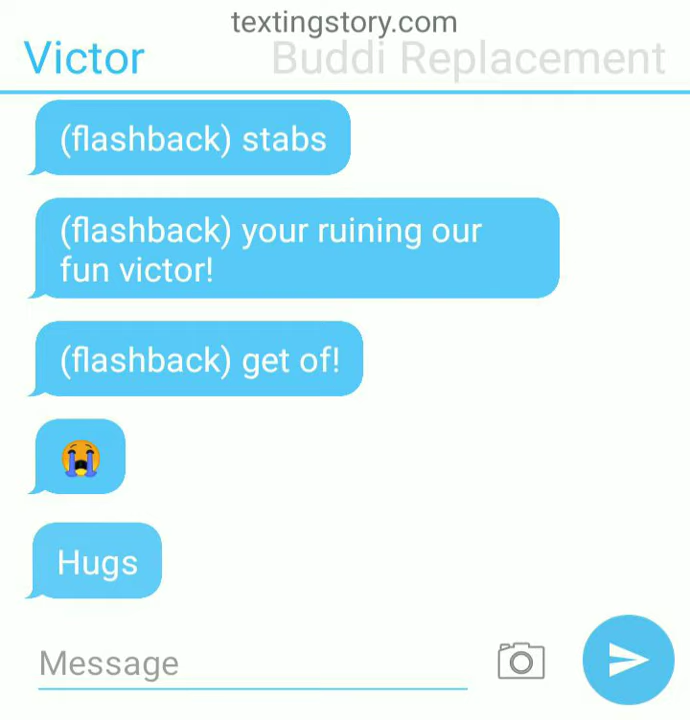 textingstory.com
Victor Buddi Replacement
(flashback) stabs
(flashback) your ruining our
fun victor!
(flashback) get of!
😭
Hugs
Message